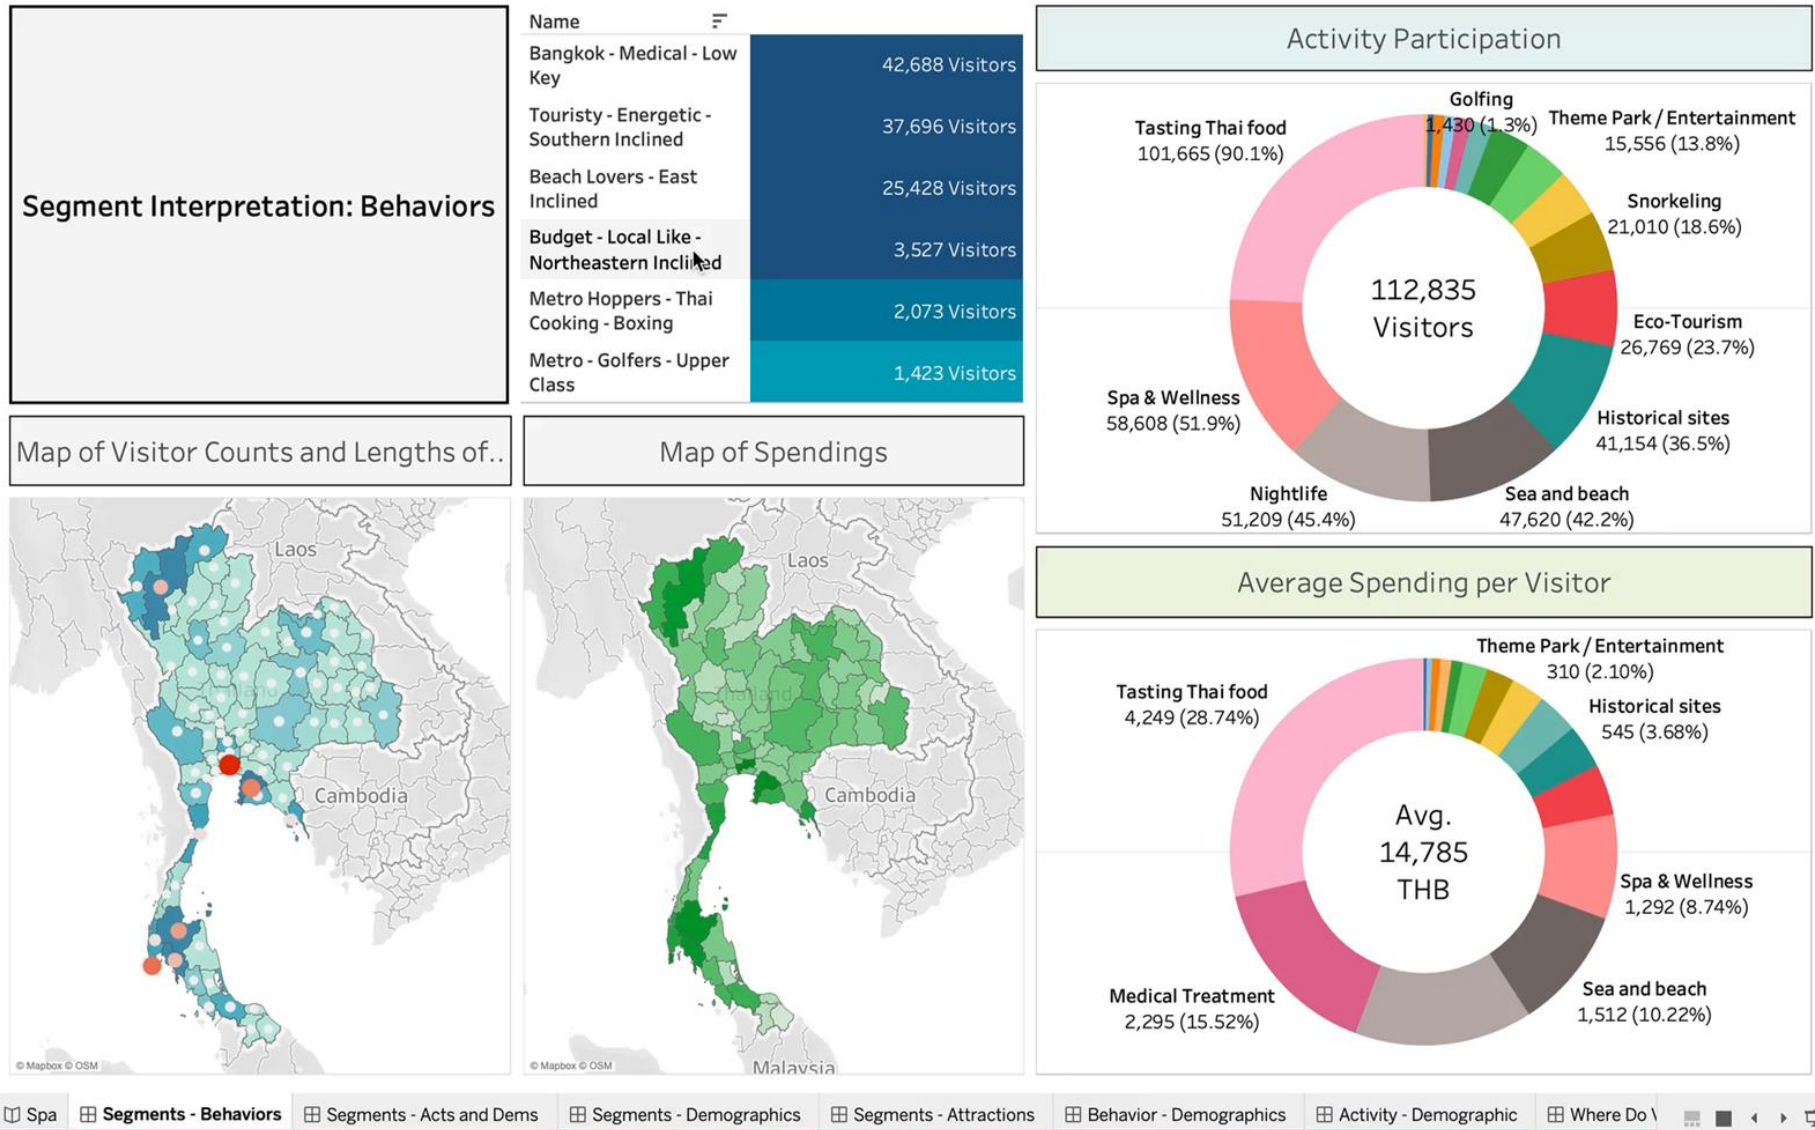 Segment Interpretation: Behaviors
Name
Bangkok - Medical - Low
Key
42,688 Visitors
Touristy - Energetic -
Southern Inclined
37,696 Visitors
Beach Lovers - East
Inclined
25,428 Visitors
Budget - Local Like -
Northeastern Inclined
3,527 Visitors
Metro Hoppers - Thai
Cooking - Boxing
2,073 Visitors
Metro - Golfers - Upper
Class
1,423 Visitors
Activity Participation
Golfing
1,430 (1.3%)
Theme Park / Entertainment
15,556 (13.8%)
Tasting Thai food
101,665 (90.1%)
Snorkeling
21,010 (18.6%)
112,835
Visitors
Eco-Tourism
26,769 (23.7%)
Spa & Wellness
58,608 (51.9%)
Historical sites
41,154 (36.5%)
Nightlife
51,209 (45.4%)
Sea and beach
47,620 (42.2%)
Map of Visitor Counts and Lengths of..
Laos
Thailand
Cambodia
© Mapbox © OSM
Map of Spendings
Laos
Thailand
Cambodia
Malaysia
© Mapbox © OSM
Average Spending per Visitor
Theme Park / Entertainment
310 (2.10%)
Tasting Thai food
4,249 (28.74%)
Historical sites
545 (3.68%)
Avg.
14,785
THB
Spa & Wellness
1,292 (8.74%)
Medical Treatment
2,295 (15.52%)
Sea and beach
1,512 (10.22%)
Spa
Segments - Behaviors
Segments - Acts and Dems
Segments - Demographics
Segments - Attractions
Behavior - Demographics
Activity - Demographic
Where Do